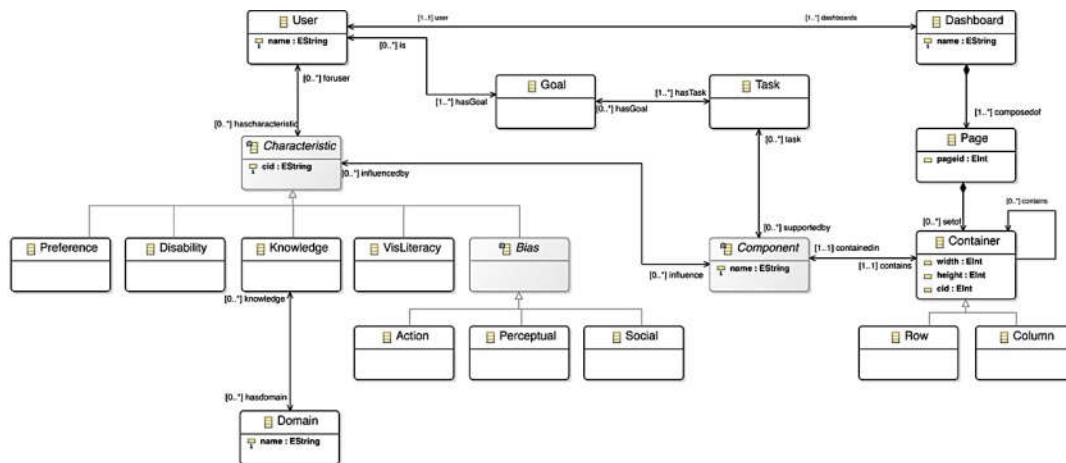 User
name : EString
[1..1] user
[1..*] dashboards
Dashboard
name : EString
[0..*] is
[0..*] foruser
Goal
Task
[1..*] hasGoal
[1..*] hasTask
[0..*] hasGoal
[1..*] composedof
[0..*] hascharacteristic
[0..*] task
Page
pageid : EInt
Characteristic
cid : EString
[0..*] influencedby
[0..*] contains
[0..*] supportedby
[0..*] setof
Preference
Disability
Knowledge
VisLiteracy
Bias
Component
name : EString
[1..1] containedin
[1..1] contains
Container
width : EInt
height : EInt
cid : EInt
[0..*] influence
[0..*] knowledge
Action
Perceptual
Social
Row
Column
[0..*] hasdomain
Domain
name : EString